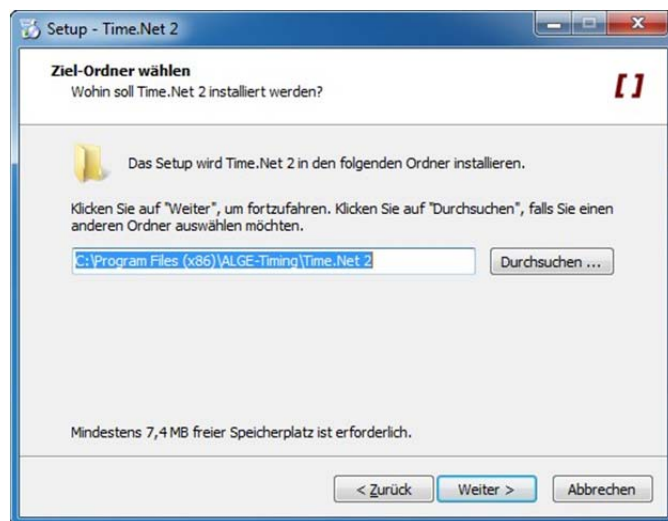 Setup - Time.Net 2
Ziel-Ordner wählen
Wohin soll Time.Net 2 installiert werden?
[ ]
Das Setup wird Time.Net 2 in den folgenden Ordner installieren.
Klicken Sie auf "Weiter", um fortzufahren. Klicken Sie auf "Durchsuchen", falls Sie einen
anderen Ordner auswählen möchten.
C:\Program Files (x86)\ALGE-Timing\Time.Net 2
Durchsuchen ...
Mindestens 7,4 MB freier Speicherplatz ist erforderlich.
< Zurück
Weiter >
Abbrechen